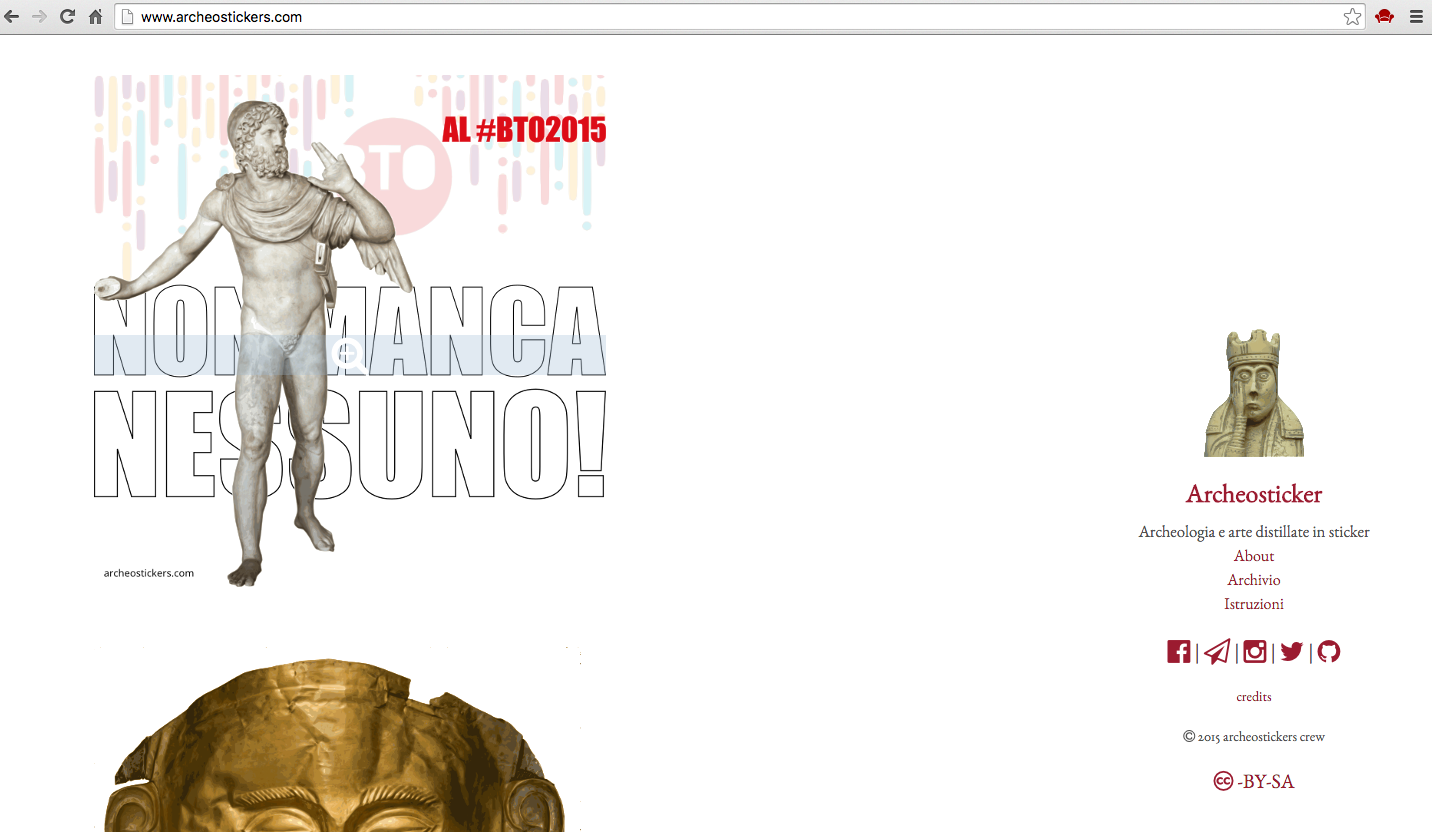 www.archeostickers.com
AL #BTO2015
BTO
NON MANCA
NESSUNO!
archeostickers.com
Archeosticker
Archeologia e arte distillate in sticker
About
Archivio
Istruzioni
credits
© 2015 archeostickers crew
cc -BY-SA